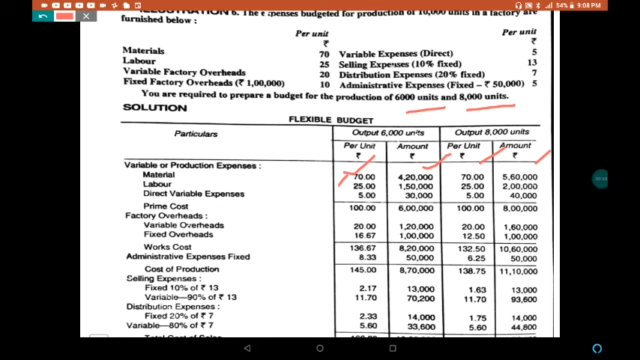 54% 9:08 PM
ILLUSTRATION 6. The expenses budgeted for production of 10,000 units in a factory are
furnished below :
Per unit Per unit
₹ ₹
Materials 70 Variable Expenses (Direct) 5
Labour 25 Selling Expenses (10% fixed) 13
Variable Factory Overheads 20 Distribution Expenses (20% fixed) 7
Fixed Factory Overheads (₹ 1,00,000) 10 Administrative Expenses (Fixed – ₹ 50,000) 5
You are required to prepare a budget for the production of 6000 units and 8,000 units.
SOLUTION
FLEXIBLE BUDGET
Particulars Output 6,000 units Output 8,000 units
Per Unit Amount Per Unit Amount
₹ ₹ ₹ ₹
Variable or Production Expenses :
Material 70.00 4,20,000 70.00 5,60,000
Labour 25.00 1,50,000 25.00 2,00,000
Direct Variable Expenses 5.00 30,000 5.00 40,000
Prime Cost 100.00 6,00,000 100.00 8,00,000
Factory Overheads :
Variable Overheads 20.00 1,20,000 20.00 1,60,000
Fixed Overheads 16.67 1,00,000 12.50 1,00,000
Works Cost 136.67 8,20,000 132.50 10,60,000
Administrative Expenses Fixed 8.33 50,000 6.25 50,000
Cost of Production 145.00 8,70,000 138.75 11,10,000
Selling Expenses :
Fixed 10% of ₹ 13 2.17 13,000 1.63 13,000
Variable—90% of ₹ 13 11.70 70,200 11.70 93,600
Distribution Expenses :
Fixed 20% of ₹ 7 2.33 14,000 1.75 14,000
Variable—80% of ₹ 7 5.60 33,600 5.60 44,800
Total Cost of Sales